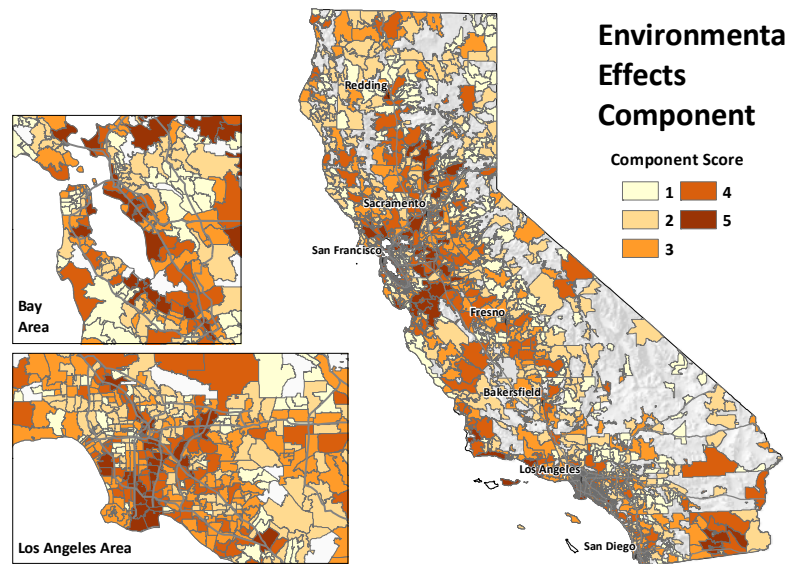 Environmenta
Effects
Component
Component Score
1
4
2
5
3
Redding
Sacramento
San Francisco
Fresno
Bakersfield
Los Angeles
San Diego
Bay
Area
Los Angeles Area